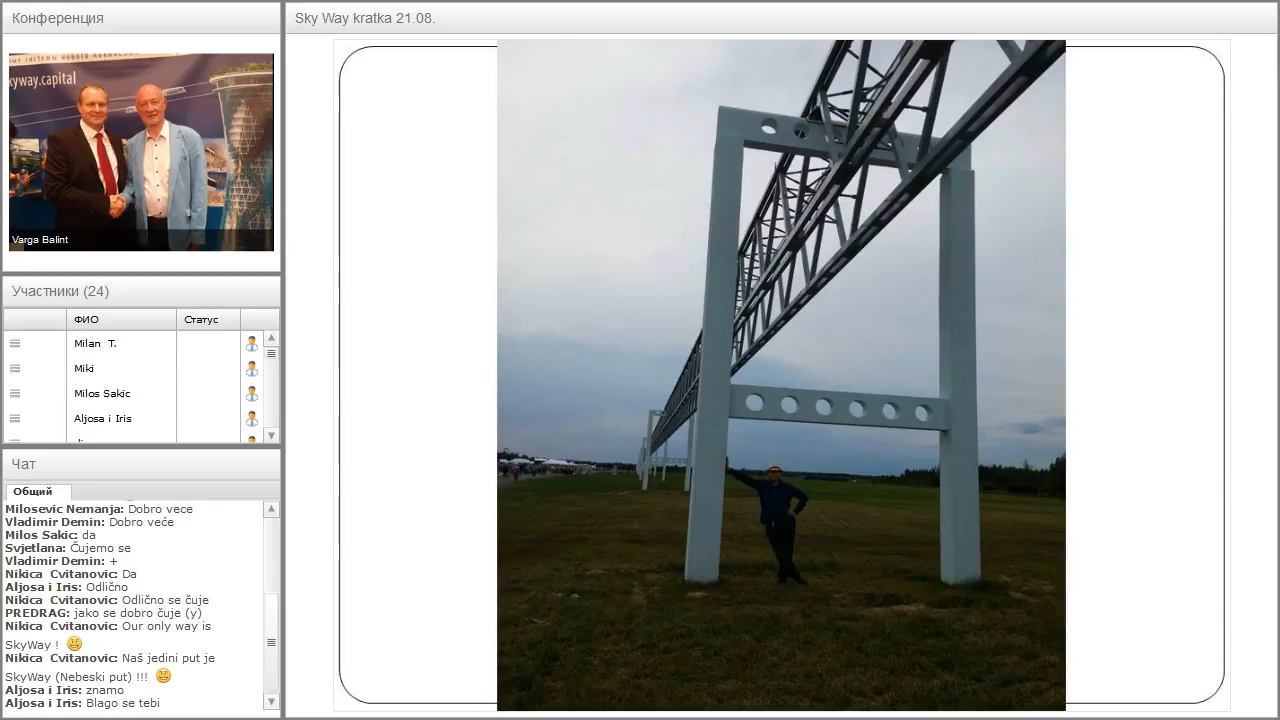 Конференция
kyway.capital
Varga Balint
Участники (24)
ФИО
Статус
Milan T.
Miki
Milos Sakic
Aljosa i Iris
Чат
Общий
Milosevic Nemanja: Dobro vece
Vladimir Demin: Dobro veće
Milos Sakic: da
Svjetlana: Čujemo se
Vladimir Demin: +
Nikica Cvitanovic: Da
Aljosa i Iris: Odlično
Nikica Cvitanovic: Odlično se čuje
PREDRAG: jako se dobro čuje (y)
Nikica Cvitanovic: Our only way is
SkyWay !
Nikica Cvitanovic: Naš jedini put je
SkyWay (Nebeski put) !!!
Aljosa i Iris: znamo
Aljosa i Iris: Blago se tebi
Sky Way kratka 21.08.